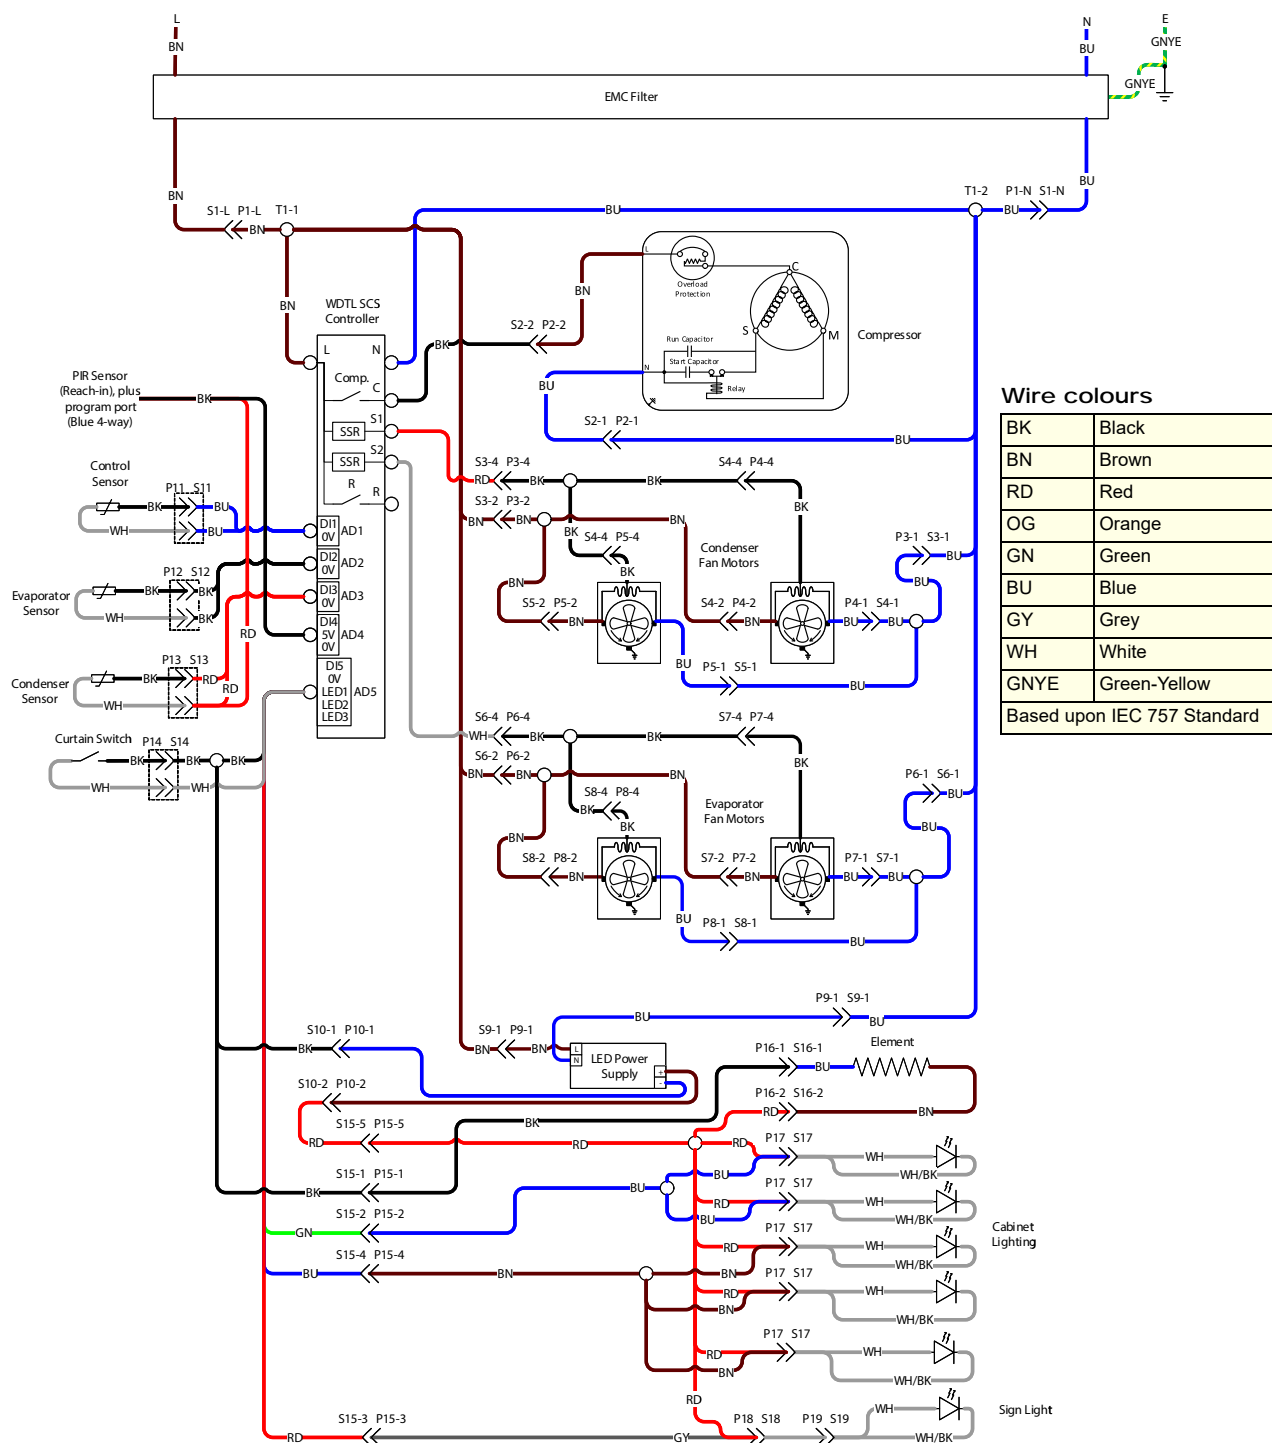 L
BN
N
BU
E
GNYE
GNYE
EMC Filter
BN
BU
S1-L P1-L T1-1
BN
T1-2 P1-N S1-N
BU
BU
BN
WDTL SCS
Controller
L N
Comp.
C
SSR S1
SSR S2
R R
DI1
0V AD1
DI2
0V AD2
DI3
0V AD3
DI4
5V AD4
0V
DI5
0V
LED1 AD5
LED2
LED3
BK
S2-2 P2-2
BN
L
Overload
Protection
C
S M
Run Capacitor
Start Capacitor
N
Relay
Compressor
BU
S2-1 P2-1
BU
Wire colours
BK Black
BN Brown
RD Red
OG Orange
GN Green
BU Blue
GY Grey
WH White
GNYE Green-Yellow
Based upon IEC 757 Standard
PIR Sensor
(Reach-in), plus
program port
(Blue 4-way)
BK
Control
Sensor
P11 S11
BK BU
WH BU
P12 S12
Evaporator
Sensor
BK BK
WH BK
RD
P13 S13
Condenser
Sensor
BK RD
RD
WH
Curtain Switch
P14 S14
BK BK BK
WH WH
S3-4 P3-4
RD BK BK
S4-4 P4-4
BK
S3-2 P3-2
BN BN BN
BK
S4-4 P5-4
BK
BK
Condenser
Fan Motors
P3-1 S3-1
BU
BU
BN
S5-2 P5-2
BN
S4-2 P4-2
BN
P4-1 S4-1
BU BU
BU
P5-1 S5-1
BU
S6-4 P6-4
WH BK BK
S7-4 P7-4
BK
S6-2 P6-2
BN BN BN
S8-4 P8-4
BK
BK
Evaporator
Fan Motors
P6-1 S6-1
BU
BU
BN
S8-2 P8-2
BN
S7-2 P7-2
BN
P7-1 S7-1
BU BU
BU
P8-1 S8-1
BU
P9-1 S9-1
BU
BU
S9-1 P9-1
BN BN
L
N
LED Power
Supply
+
-
S10-1 P10-1
BK
S10-2 P10-2
Element
P16-1 S16-1
BU
P16-2 S16-2
RD BN
BK
S15-5 P15-5
RD RD RD
P17 S17
WH
WH/BK
BU
S15-1 P15-1
BK
BU
P17 S17
RD WH
BU WH/BK
S15-2 P15-2
GN
Cabinet
Lighting
P17 S17
RD WH
BN WH/BK
S15-4 P15-4
BU BN
P17 S17
RD WH
BN WH/BK
P17 S17
RD WH
BN WH/BK
RD
S15-3 P15-3
RD GY
P18 S18 P19 S19
WH
WH/BK
Sign Light